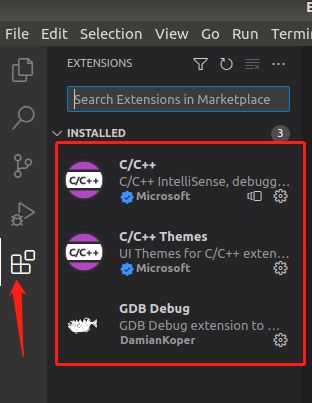 E
File Edit Selection View Go Run Termin
EXTENSIONS
Search Extensions in Marketplace
INSTALLED 3
C/C++
C/C++ C/C++ IntelliSense, debugg...
Microsoft
C/C++ Themes
C/C++ UI Themes for C/C++ exten...
Microsoft
GDB Debug
GDB Debug extension to ...
DamianKoper